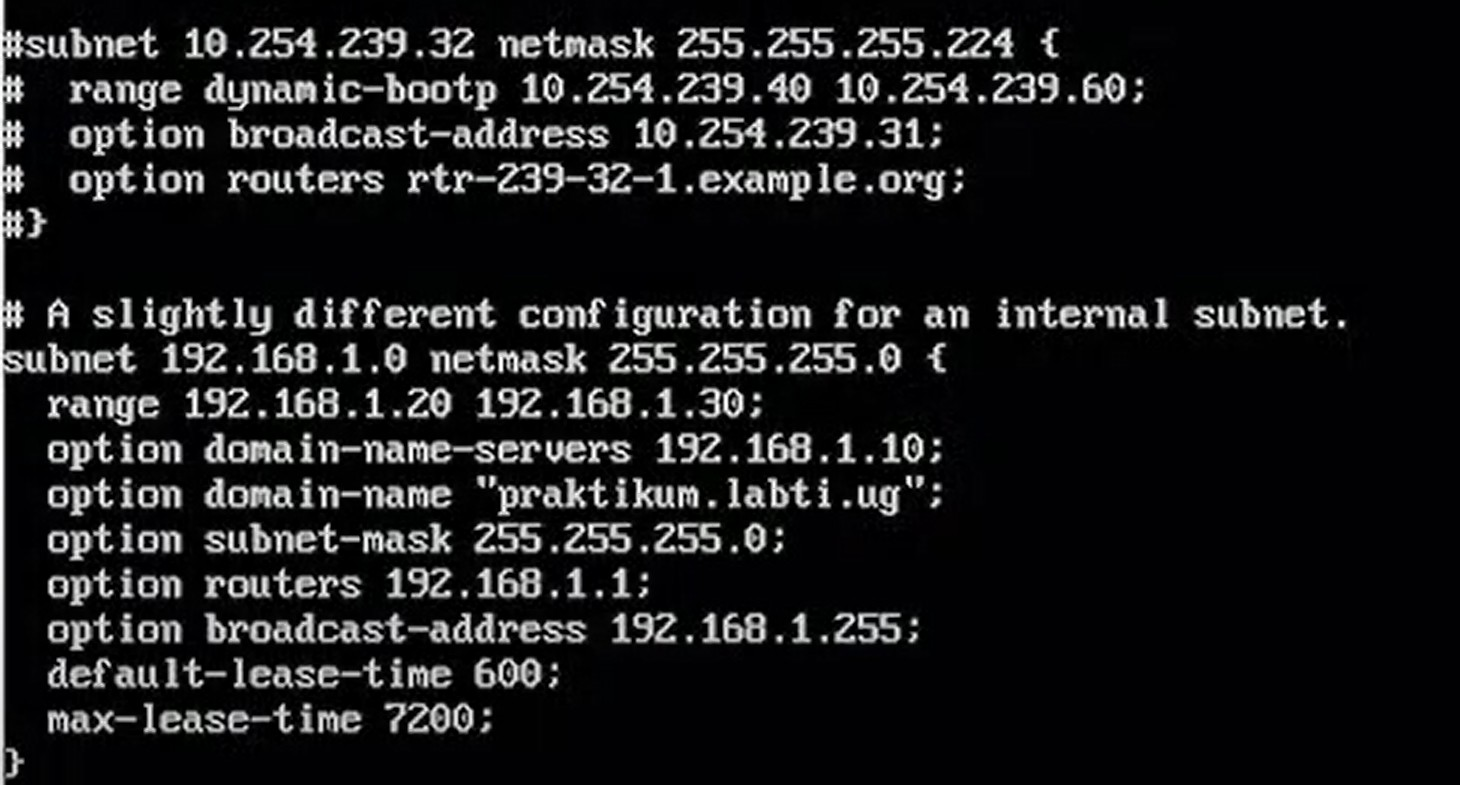 #subnet 10.254.239.32 netmask 255.255.255.224 {
#  range dynamic-bootp 10.254.239.40 10.254.239.60;
#  option broadcast-address 10.254.239.31;
#  option routers rtr-239-32-1.example.org;
#}

# A slightly different configuration for an internal subnet.
subnet 192.168.1.0 netmask 255.255.255.0 {
  range 192.168.1.20 192.168.1.30;
  option domain-name-servers 192.168.1.10;
  option domain-name "praktikum.labti.ug";
  option subnet-mask 255.255.255.0;
  option routers 192.168.1.1;
  option broadcast-address 192.168.1.255;
  default-lease-time 600;
  max-lease-time 7200;
}